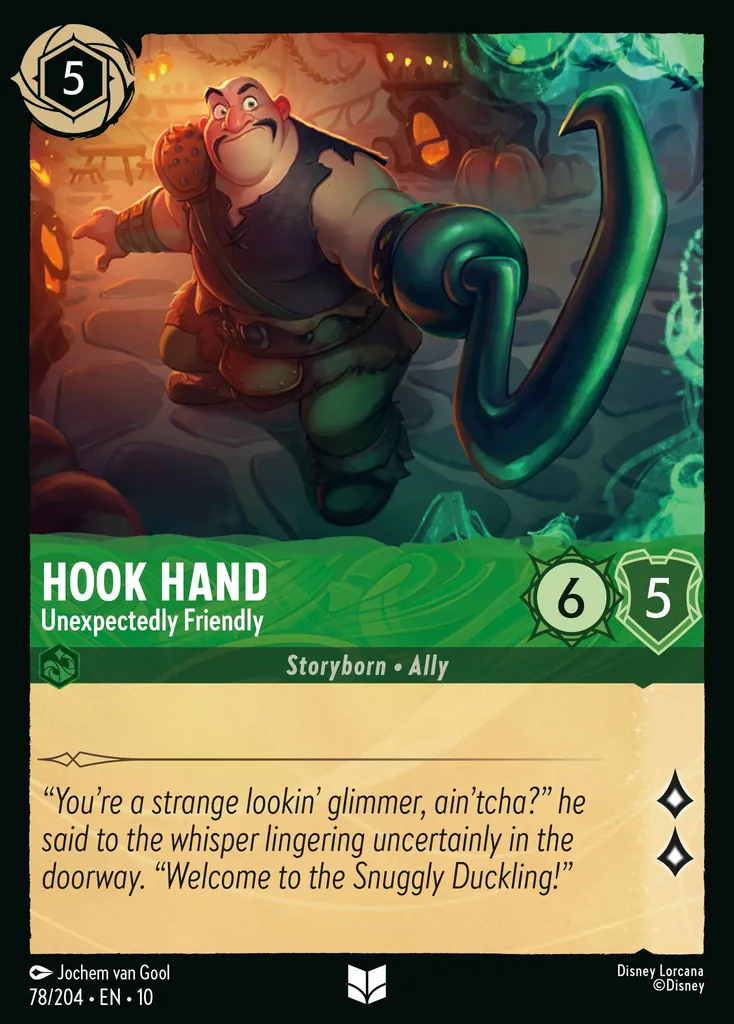 5
HOOK HAND
Unexpectedly Friendly
6
5
Storyborn • Ally
“You’re a strange lookin’ glimmer, ain’tcha?” he
said to the whisper lingering uncertainly in the
doorway. “Welcome to the Snuggly Duckling!”
Jochem van Gool
78/204 • EN • 10
Disney Lorcana
©Disney